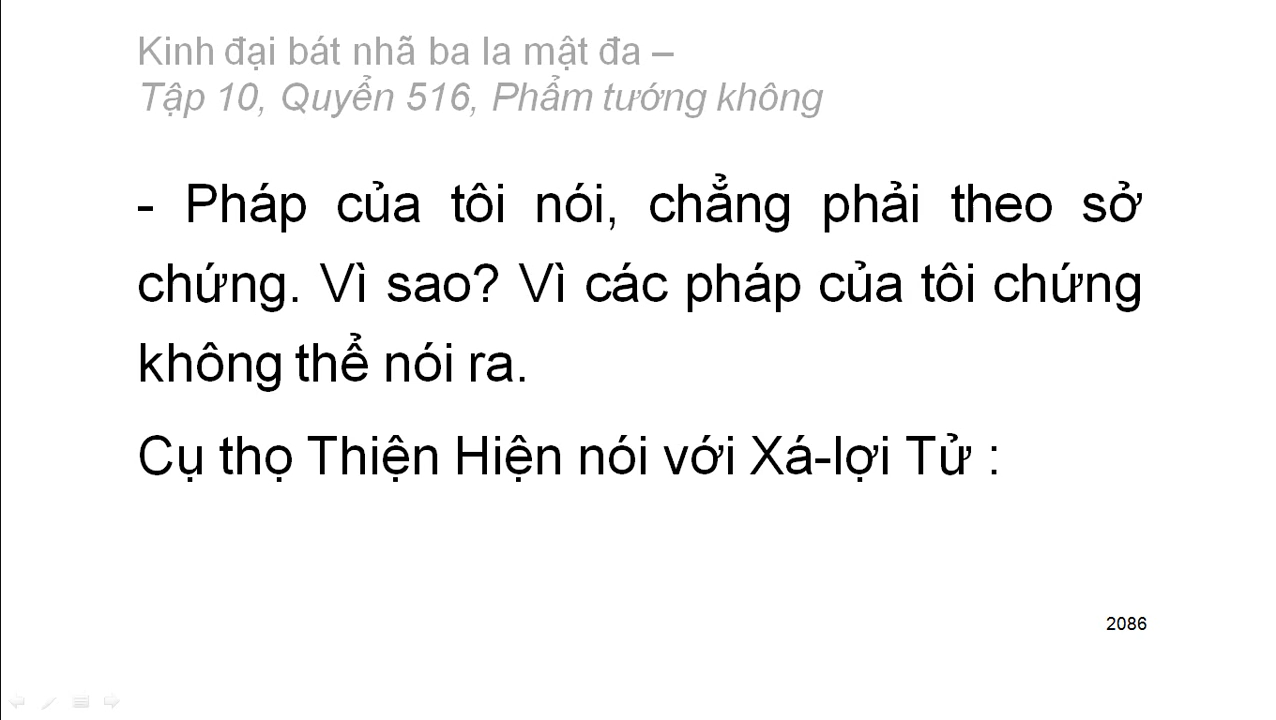 Kinh đại bát nhã ba la mật đa –
Tập 10, Quyển 516, Phẩm tướng không
- Pháp của tôi nói, chẳng phải theo sở
chứng. Vì sao? Vì các pháp của tôi chứng
không thể nói ra.
Cụ thọ Thiện Hiện nói với Xá-lợi Tử :
2086